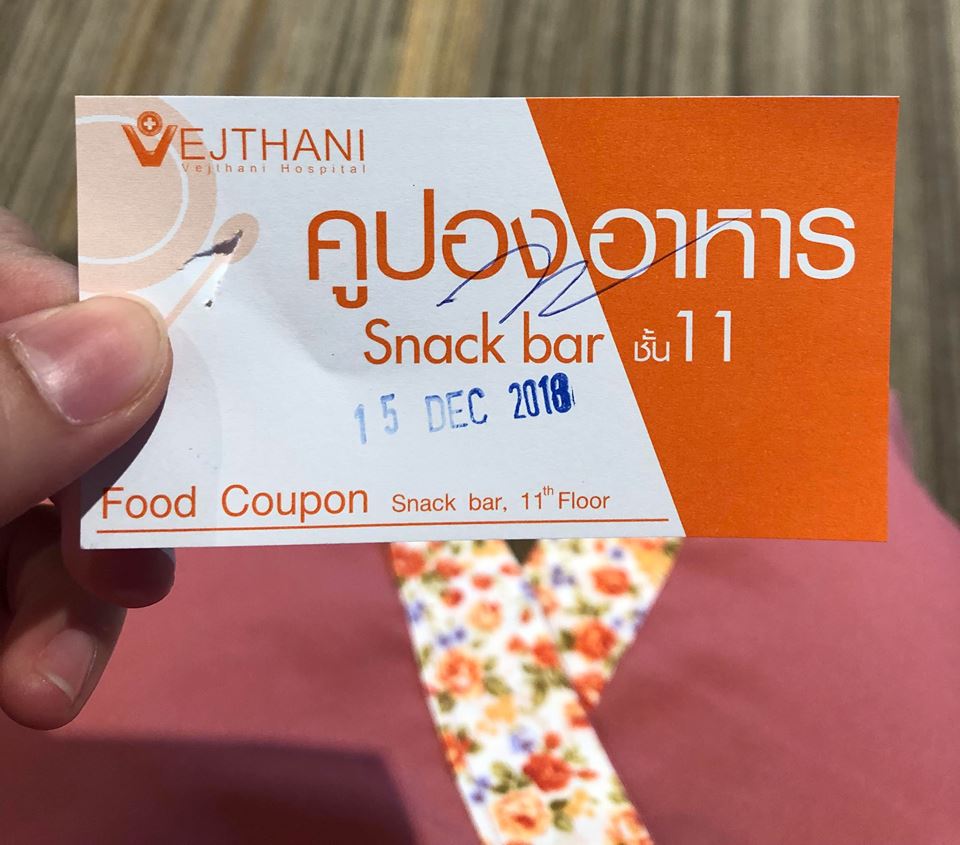 VEJTHANI
Vejthani Hospital
คูปองอาหาร
Snack bar ชั้น 11
15 DEC 2018
Food Coupon Snack bar, 11th Floor